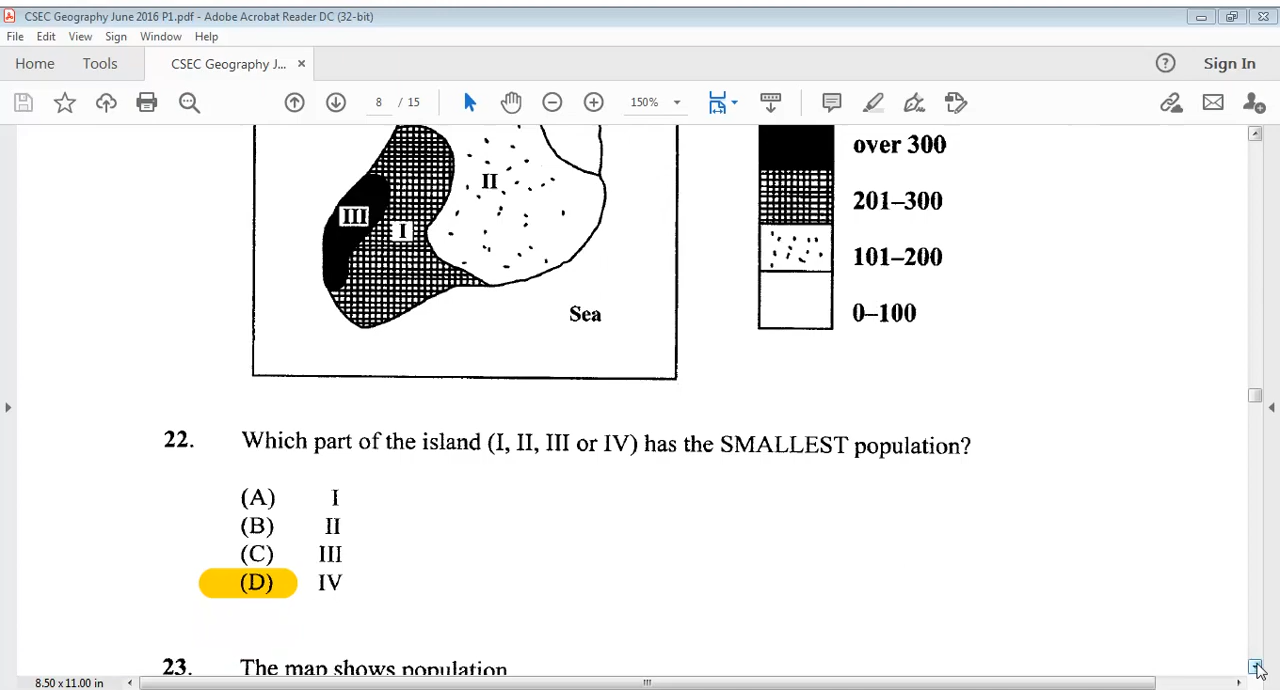 CSEC Geography June 2016 P1.pdf - Adobe Acrobat Reader DC (32-bit)
File Edit View Sign Window Help
Home Tools CSEC Geography J... × Sign In
8 / 15 150%
over 300
II
III
201–300
I
101–200
Sea
0–100
22. Which part of the island (I, II, III or IV) has the SMALLEST population?
(A) I
(B) II
(C) III
(D) IV
23. The map shows population
8.50 x 11.00 in